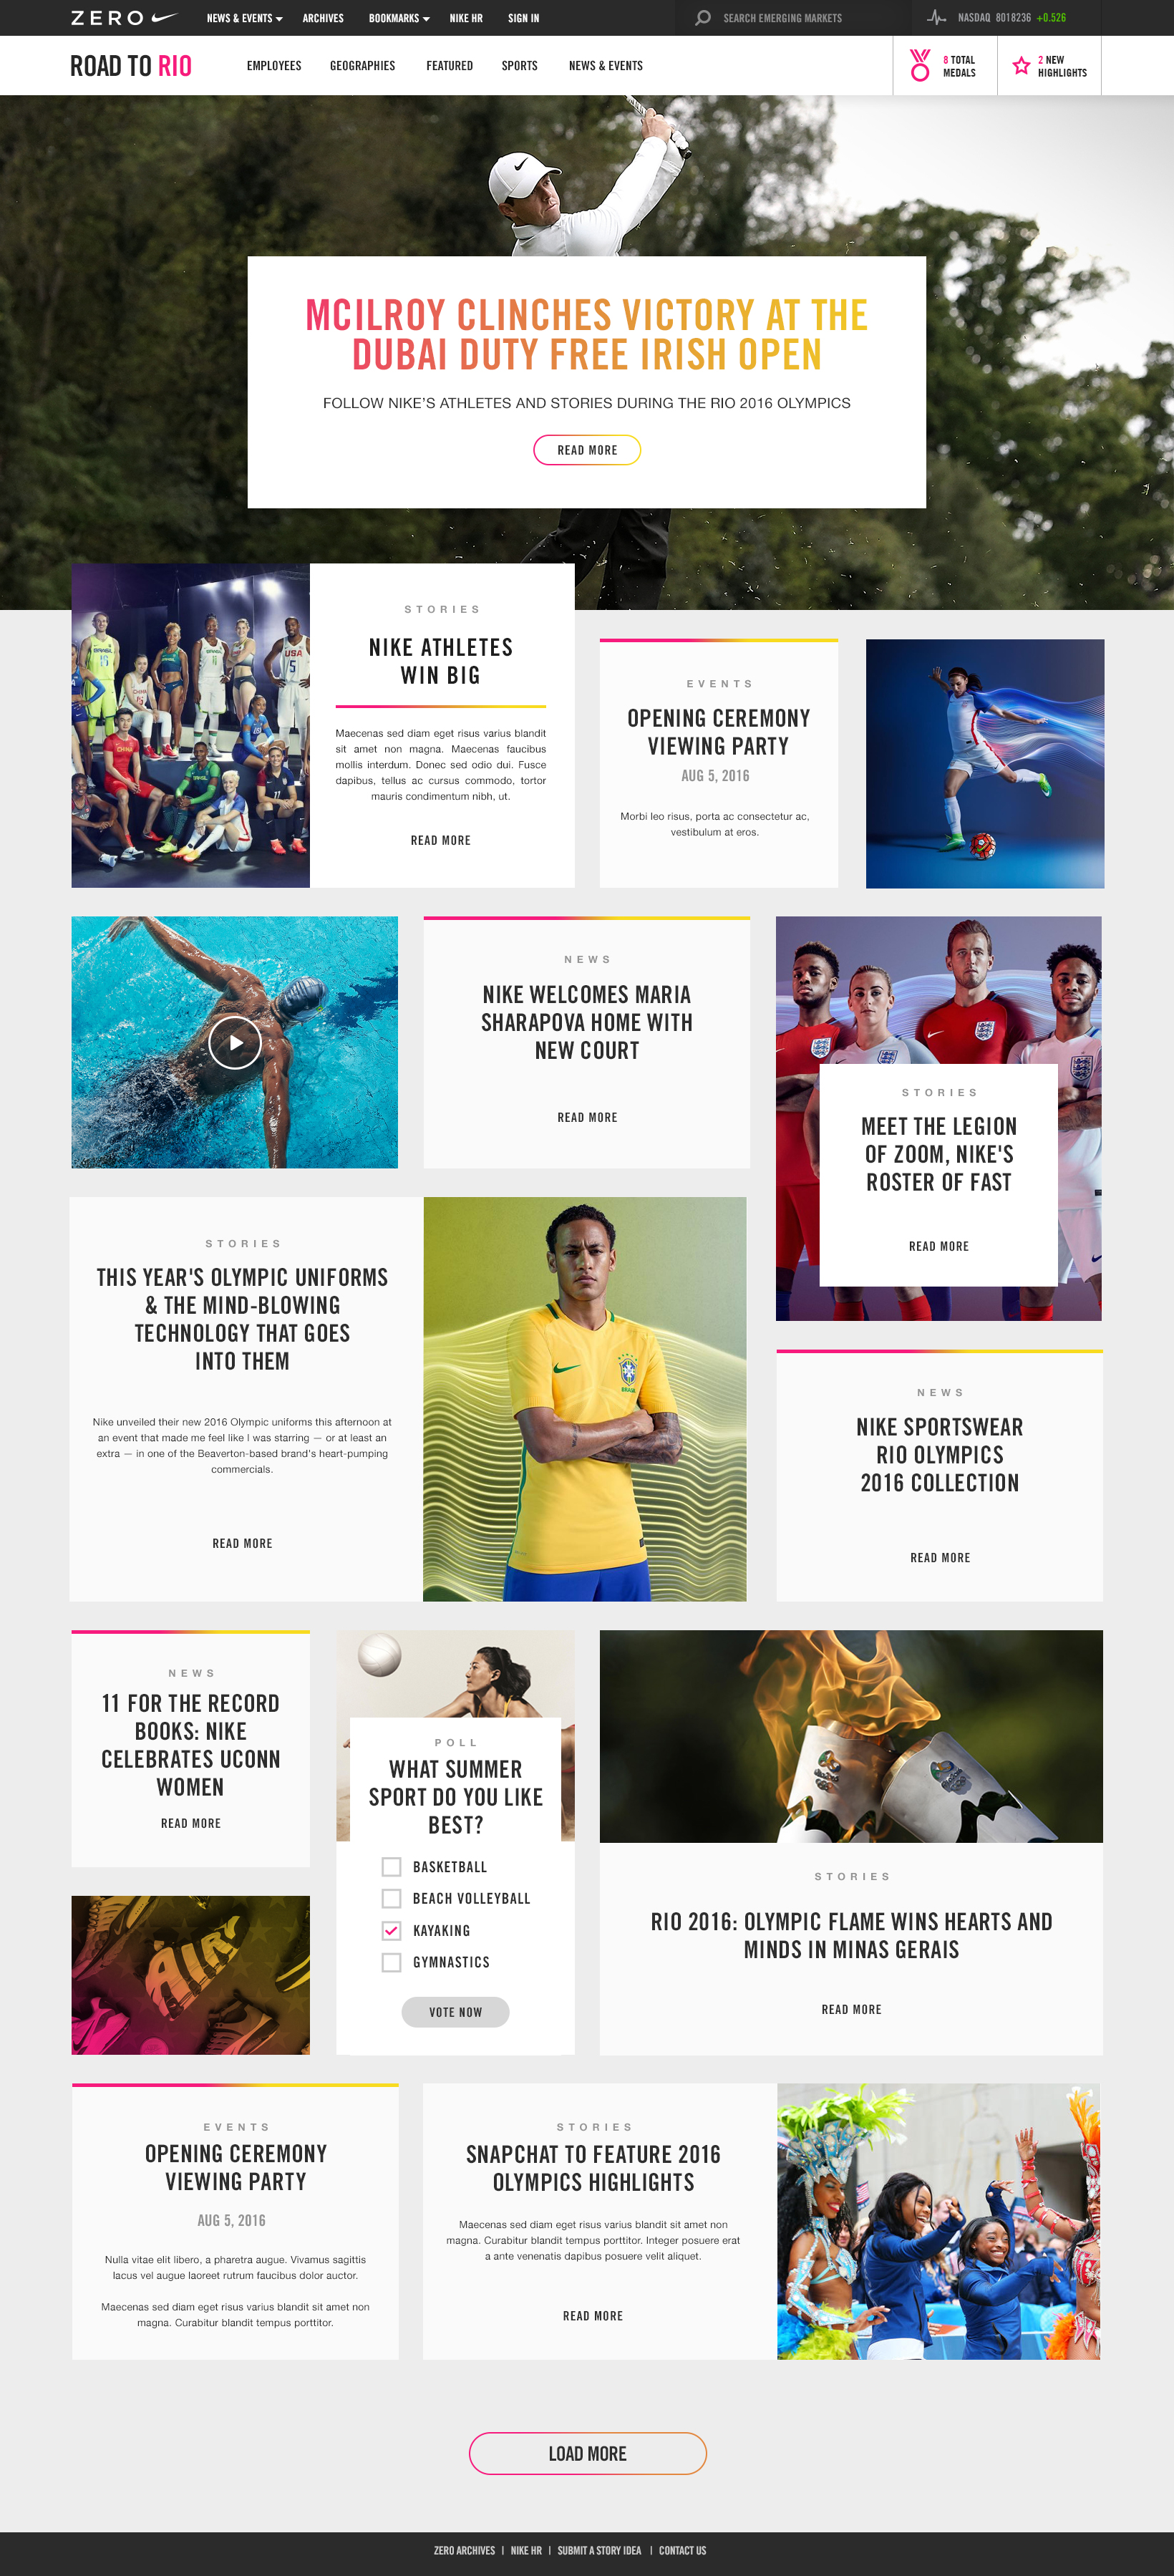 ZERO
NEWS & EVENTS
ARCHIVES
BOOKMARKS
NIKE HR
SIGN IN
SEARCH EMERGING MARKETS
NASDAQ 8018236 +0.526
ROAD TO RIO
EMPLOYEES
GEOGRAPHIES
FEATURED
SPORTS
NEWS & EVENTS
8 TOTAL
MEDALS
2 NEW
HIGHLIGHTS
MCILROY CLINCHES VICTORY AT THE
DUBAI DUTY FREE IRISH OPEN
FOLLOW NIKE'S ATHLETES AND STORIES DURING THE RIO 2016 OLYMPICS
READ MORE
STORIES
NIKE ATHLETES
WIN BIG
Maecenas sed diam eget risus varius blandit
sit amet non magna. Maecenas faucibus
mollis interdum. Donec sed odio dui. Fusce
dapibus, tellus ac cursus commodo, tortor
mauris condimentum nibh, ut.
READ MORE
USA
5
CHINA
EVENTS
OPENING CEREMONY
VIEWING PARTY
AUG 5, 2016
Morbi leo risus, porta ac consectetur ac,
vestibulum at eros.
NEWS
NIKE WELCOMES MARIA
SHARAPOVA HOME WITH
NEW COURT
READ MORE
STORIES
MEET THE LEGION
OF ZOOM, NIKE'S
ROSTER OF FAST
READ MORE
STORIES
THIS YEAR'S OLYMPIC UNIFORMS
& THE MIND-BLOWING
TECHNOLOGY THAT GOES
INTO THEM
Nike unveiled their new 2016 Olympic uniforms this afternoon at
an event that made me feel like I was starring — or at least an
extra — in one of the Beaverton-based brand's heart-pumping
commercials.
READ MORE
BRASIL
NEWS
NIKE SPORTSWEAR
RIO OLYMPICS
2016 COLLECTION
READ MORE
NEWS
11 FOR THE RECORD
BOOKS: NIKE
CELEBRATES UCONN
WOMEN
READ MORE
AIR
POLL
WHAT SUMMER
SPORT DO YOU LIKE
BEST?
BASKETBALL
BEACH VOLLEYBALL
KAYAKING
GYMNASTICS
VOTE NOW
STORIES
RIO 2016: OLYMPIC FLAME WINS HEARTS AND
MINDS IN MINAS GERAIS
READ MORE
EVENTS
OPENING CEREMONY
VIEWING PARTY
AUG 5, 2016
Nulla vitae elit libero, a pharetra augue. Vivamus sagittis
lacus vel augue laoreet rutrum faucibus dolor auctor.
Maecenas sed diam eget risus varius blandit sit amet non
magna. Curabitur blandit tempus porttitor.
STORIES
SNAPCHAT TO FEATURE 2016
OLYMPICS HIGHLIGHTS
Maecenas sed diam eget risus varius blandit sit amet non
magna. Curabitur blandit tempus porttitor. Integer posuere erat
a ante venenatis dapibus posuere velit aliquet.
READ MORE
LOAD MORE
ZERO ARCHIVES | NIKE HR | SUBMIT A STORY IDEA | CONTACT US